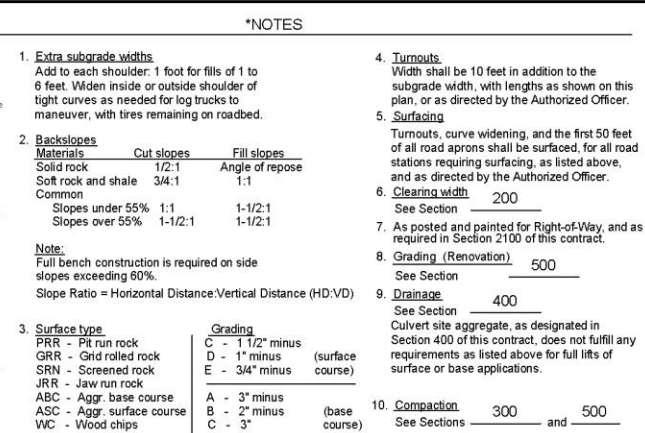 *NOTES
1. Extra subgrade widths
Add to each shoulder: 1 foot for fills of 1 to
6 feet. Widen inside or outside shoulder of
tight curves as needed for log trucks to
maneuver, with tires remaining on roadbed.
2. Backslopes
Materials Cut slopes Fill slopes
Solid rock 1/2:1 Angle of repose
Soft rock and shale 3/4:1 1:1
Common
Slopes under 55% 1:1 1-1/2:1
Slopes over 55% 1-1/2:1 1-1/2:1
Note:
Full bench construction is required on side
slopes exceeding 60%.
Slope Ratio = Horizontal Distance:Vertical Distance (HD:VD)
3. Surface type Grading
PRR - Pit run rock C - 1 1/2" minus
GRR - Grid rolled rock D - 1" minus (surface
SRN - Screened rock E - 3/4" minus course)
JRR - Jaw run rock
ABC - Aggr. base course A - 3" minus
ASC - Aggr. surface course B - 2" minus (base
WC - Wood chips C - 3" course)
4. Turnouts
Width shall be 10 feet in addition to the
subgrade width, with lengths as shown on this
plan, or as directed by the Authorized Officer.
5. Surfacing
Turnouts, curve widening, and the first 50 feet
of all road aprons shall be surfaced, for all road
stations requiring surfacing, as listed above,
and as directed by the Authorized Officer.
6. Clearing width
See Section 200
7. As posted and painted for Right-of-Way, and as
required in Section 2100 of this contract.
8. Grading (Renovation)
See Section 500
9. Drainage
See Section 400
Culvert site aggregate, as designated in
Section 400 of this contract, does not fulfill any
requirements as listed above for full lifts of
surface or base applications.
10. Compaction
See Sections 300 and 500